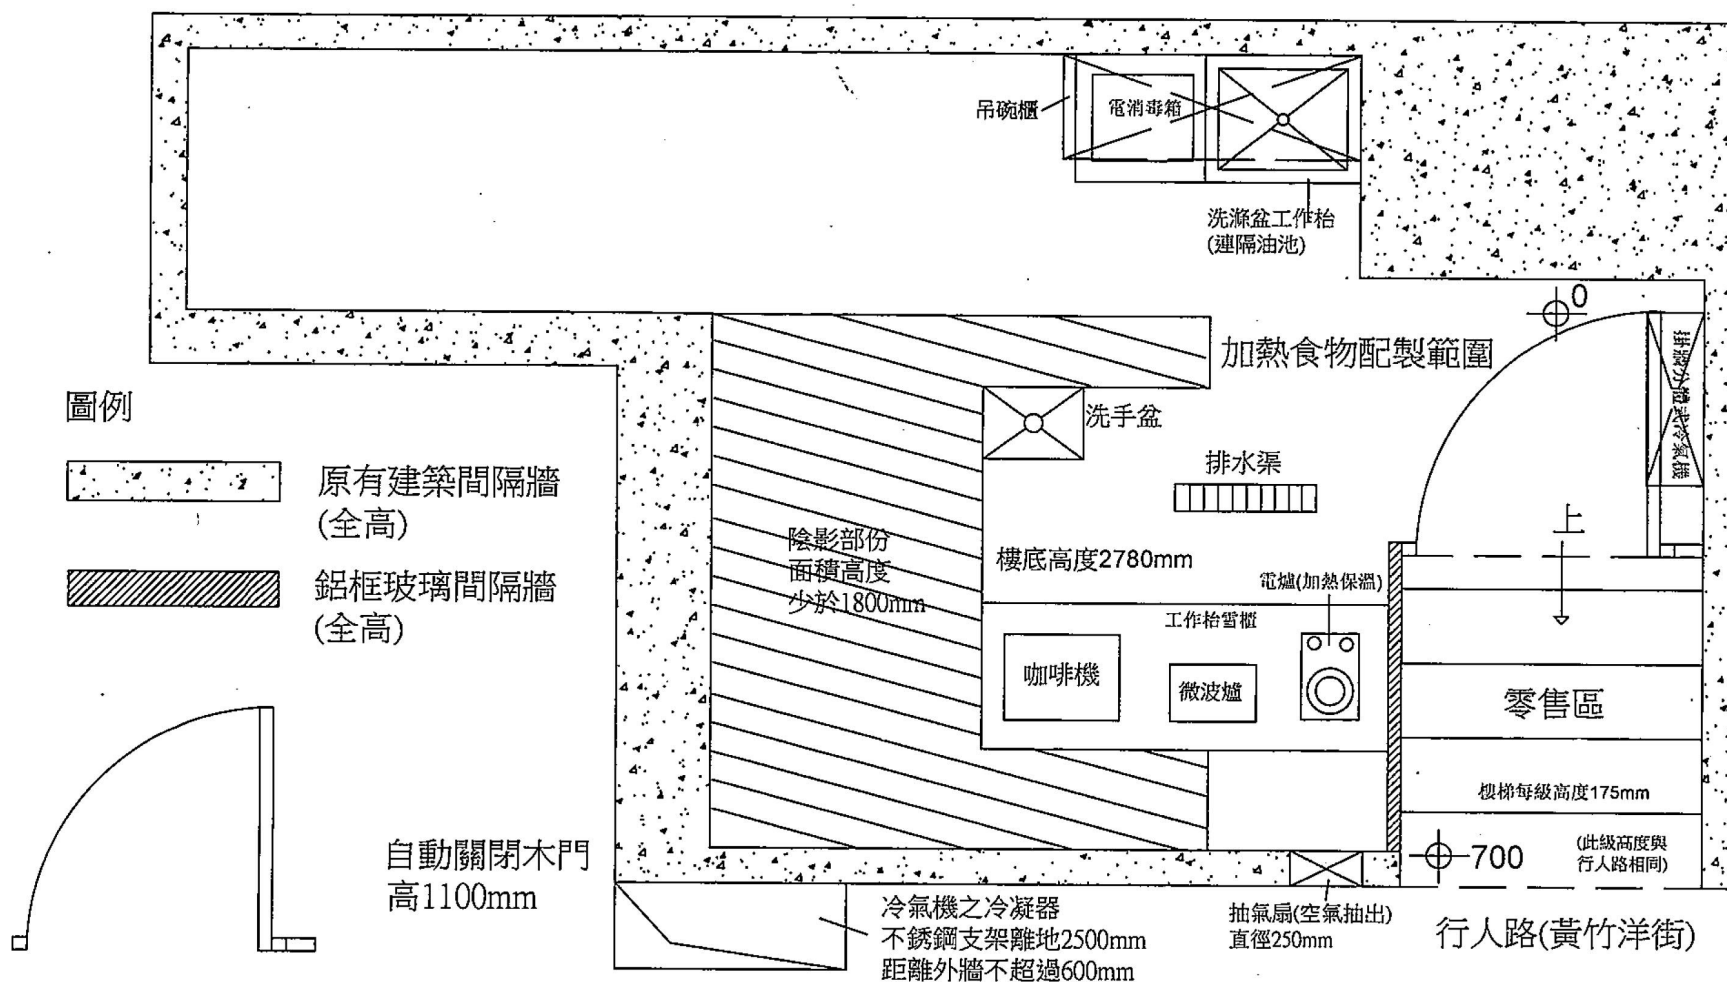 吊碗櫃
電消毒箱
洗滌盆工作枱
(連隔油池)
0
加熱食物配製範圍
掛牆分體式冷氣機
圖例
原有建築間隔牆
(全高)
鋁框玻璃間隔牆
(全高)
洗手盆
排水渠
上
陰影部份
面積高度
少於1800mm
樓底高度2780mm
電爐(加熱保溫)
工作枱雪櫃
咖啡機
微波爐
零售區
樓梯每級高度175mm
自動關閉木門
高1100mm
700
(此級高度與
行人路相同)
冷氣機之冷凝器
不銹鋼支架離地2500mm
距離外牆不超過600mm
抽氣扇(空氣抽出)
直徑250mm
行人路(黃竹洋街)